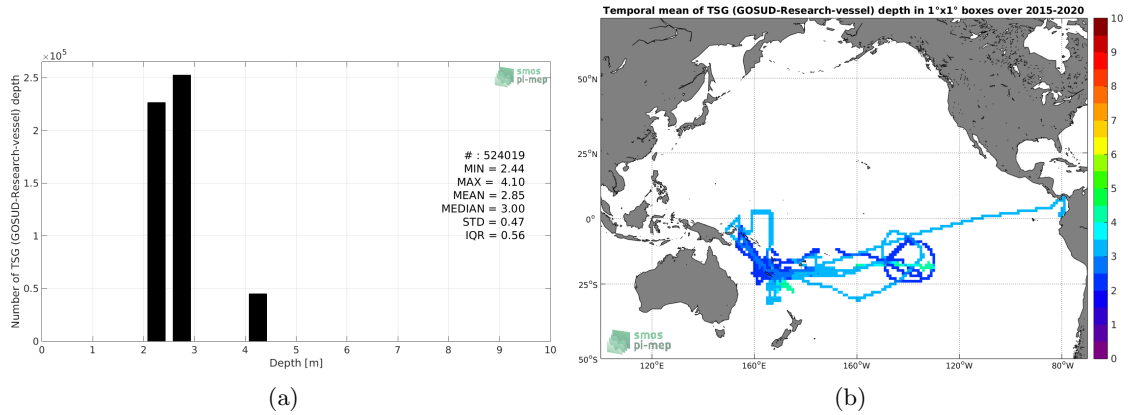 ×10⁵
2.5
2
1.5
1
0.5
0
Number of TSG (GOSUD-Research-vessel) depth
0 1 2 3 4 5 6 7 8 9 10
Depth [m]
smos
pi-mep
# : 524019
MIN = 2.44
MAX = 4.10
MEAN = 2.85
MEDIAN = 3.00
STD = 0.47
IQR = 0.56
(a)
Temporal mean of TSG (GOSUD-Research-vessel) depth in 1°x1° boxes over 2015-2020
50°N
25°N
0°
25°S
50°S
120°E 160°E 160°W 120°W 80°W
smos
pi-mep
10
9
8
7
6
5
4
3
2
1
0
(b)